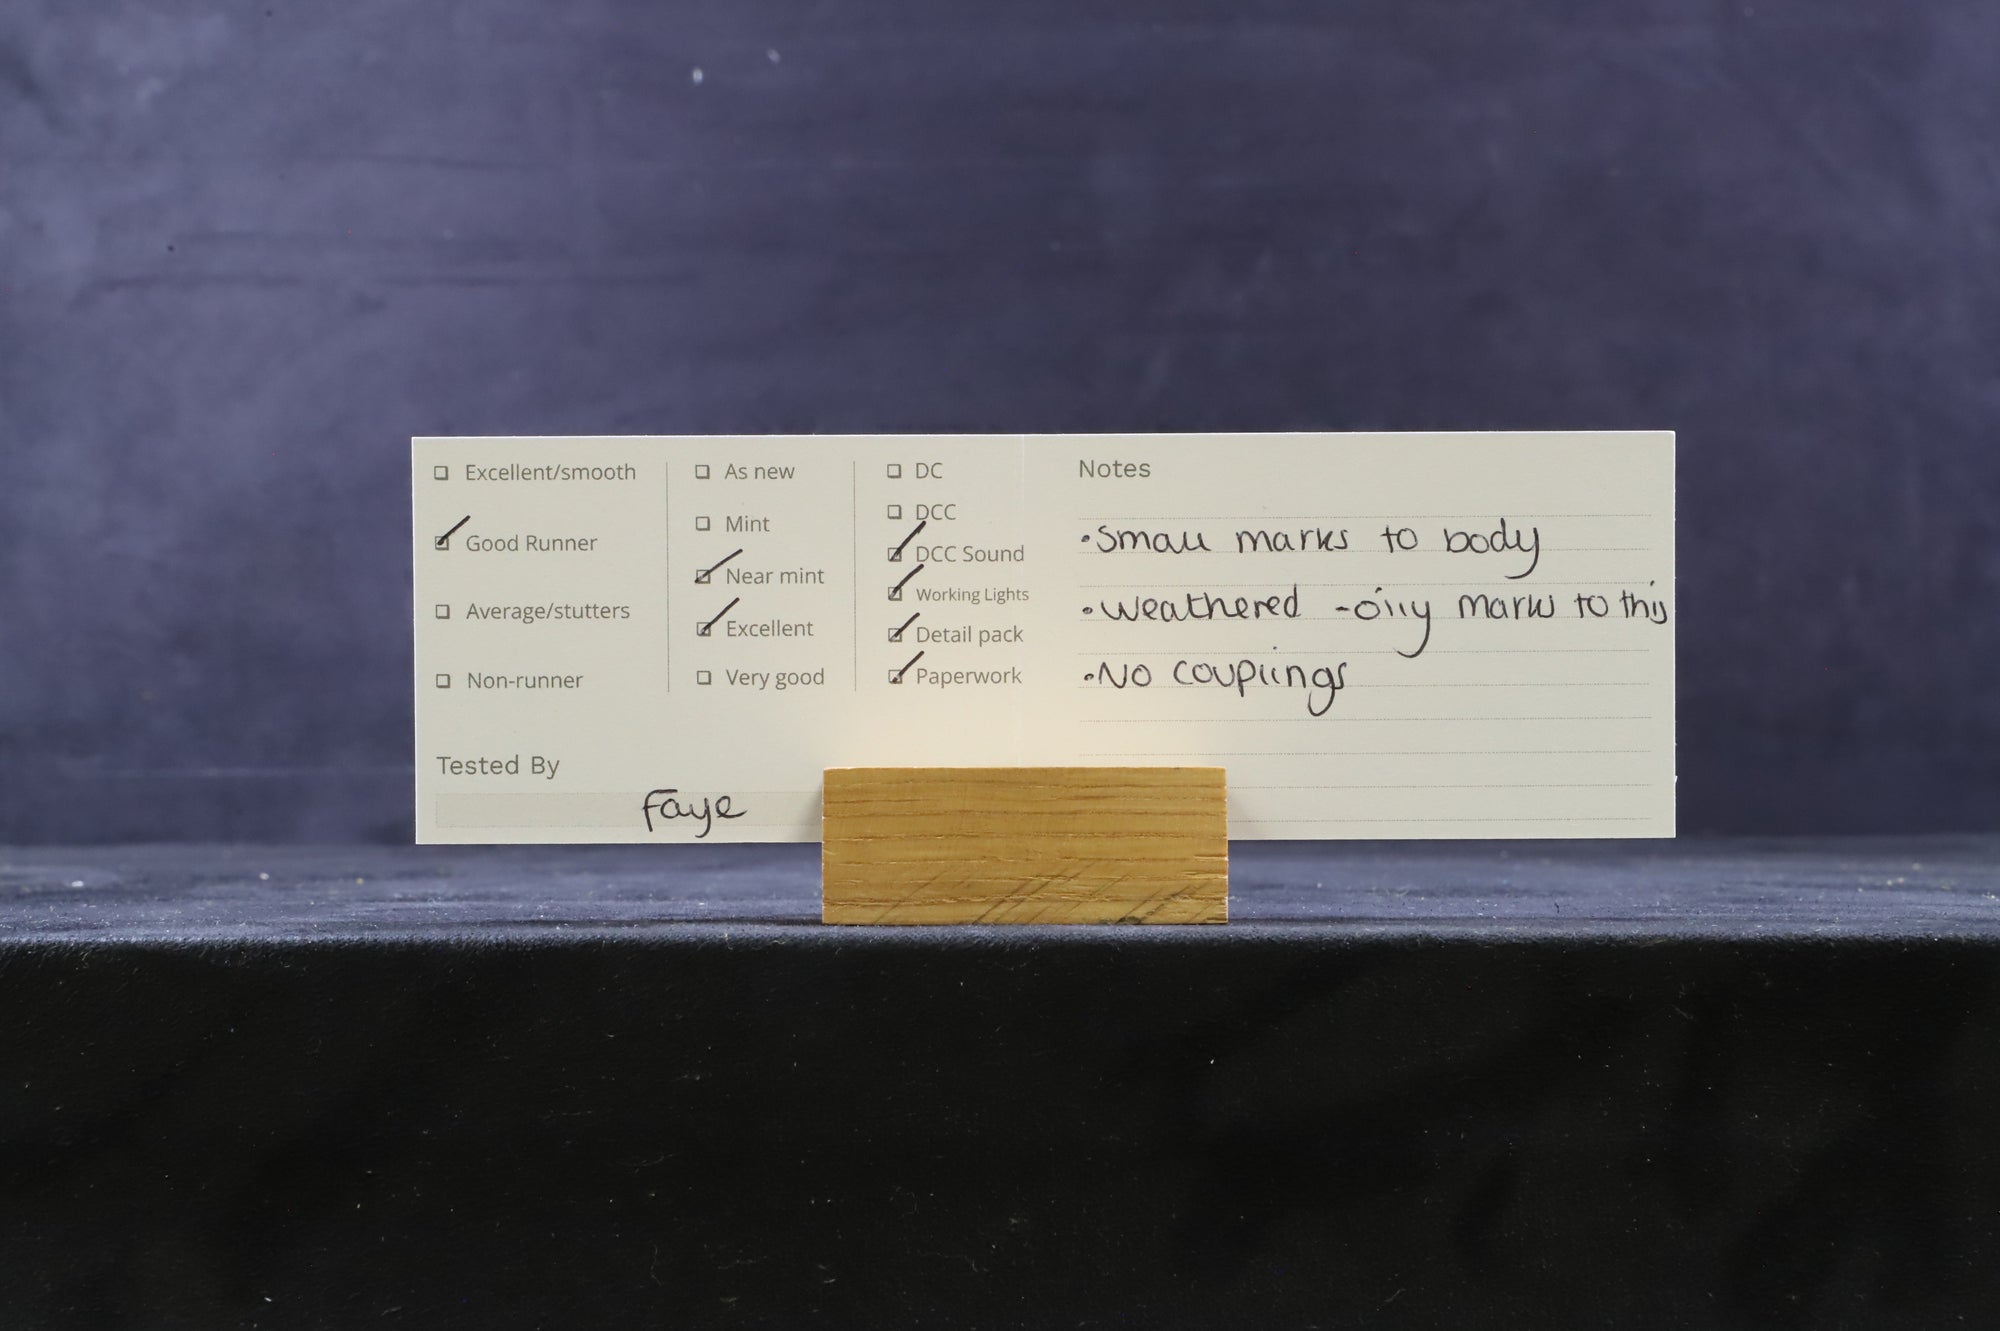 Excellent/smooth
Good Runner
Average/stutters
Non-runner
Tested By
Faye
As new
Mint
Near mint
Excellent
Very good
DC
DCC
DCC Sound
Working Lights
Detail pack
Paperwork
Notes
•Small marks to body
•Weathered -oily marks to this
•No couplings